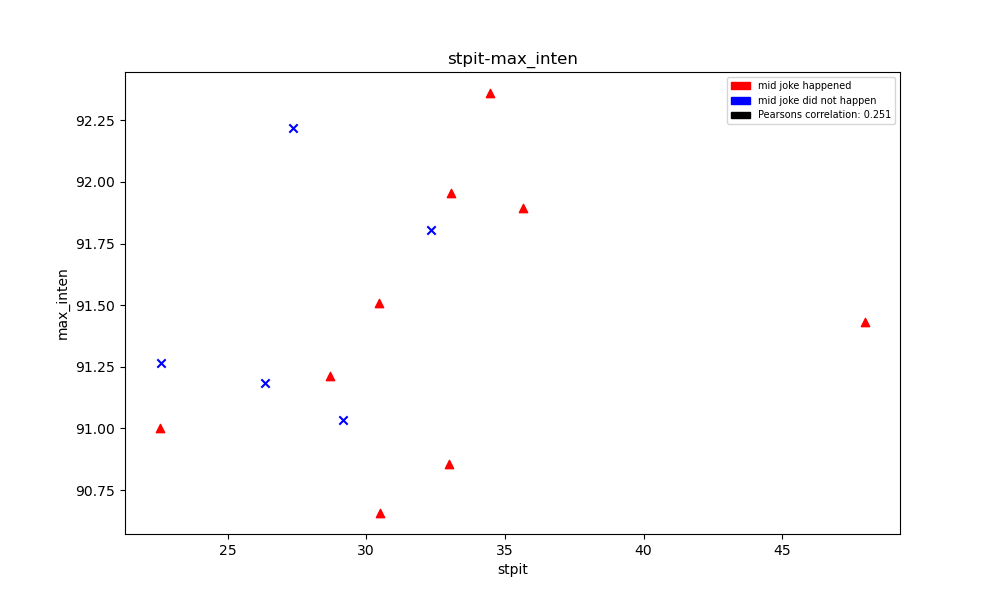 stpit-max_inten
mid joke happened
mid joke did not happen
Pearsons correlation: 0.251
92.25
92.00
91.75
91.50
91.25
91.00
90.75
max_inten
25 30 35 40 45
stpit